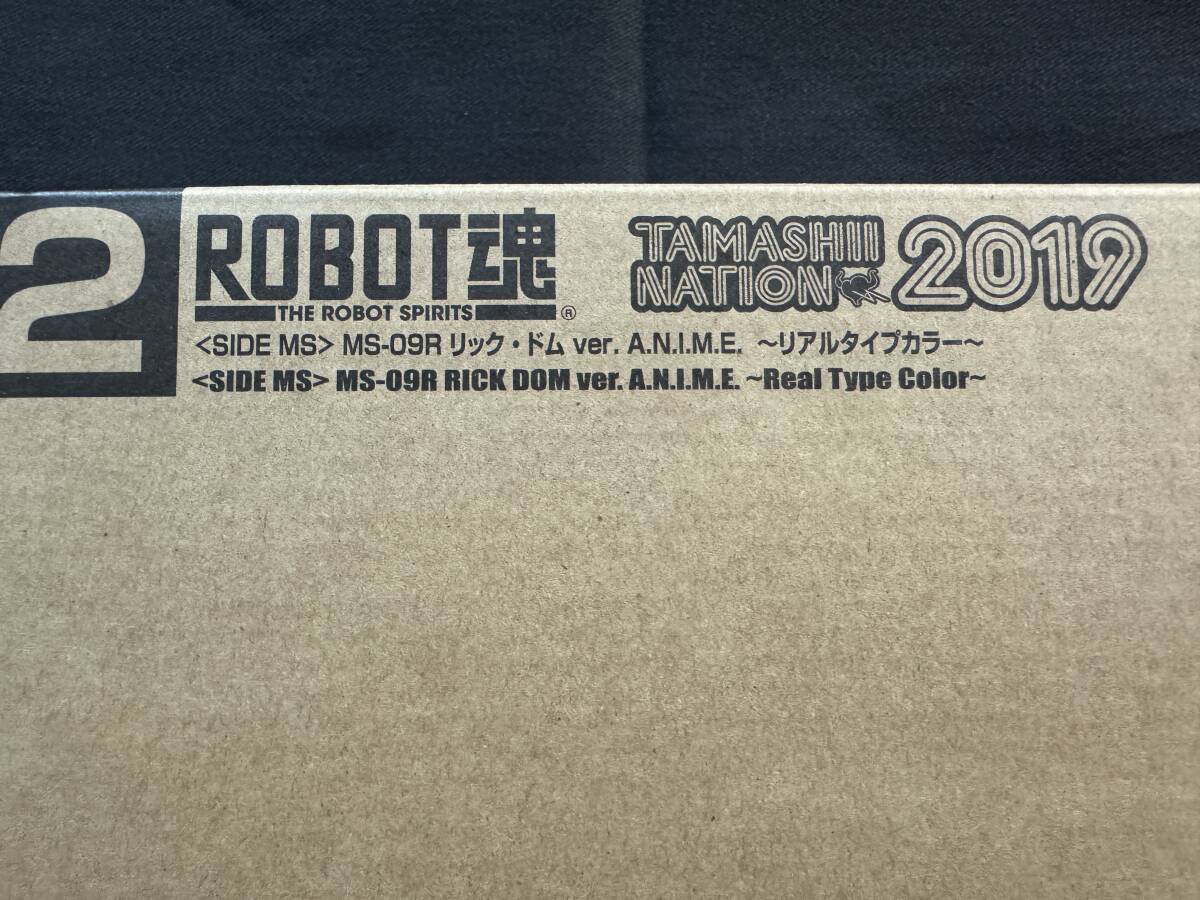 2
ROBOT魂
THE ROBOT SPIRITS ®
TAMASHII
NATION 2019
<SIDE MS> MS-09R リック・ドム ver. A.N.I.M.E. ～リアルタイプカラー～
<SIDE MS> MS-09R RICK DOM ver. A.N.I.M.E. ~Real Type Color~